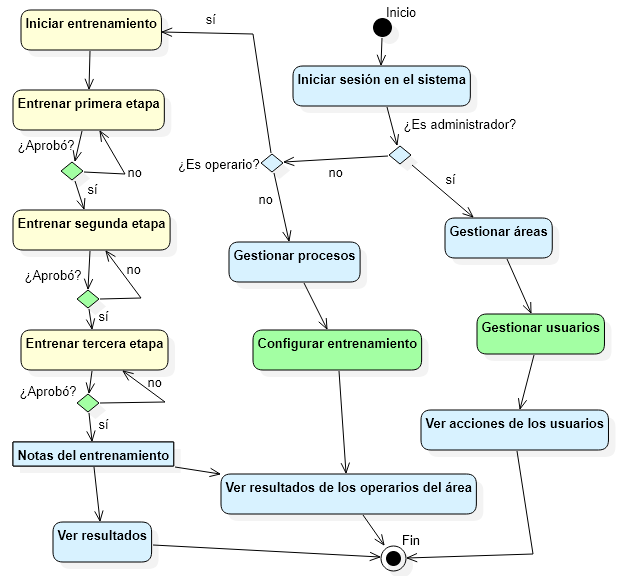 Inicio
Iniciar sesión en el sistema
¿Es administrador?
no
sí
¿Es operario?
sí
no
Iniciar entrenamiento
Entrenar primera etapa
¿Aprobó?
no
sí
Entrenar segunda etapa
¿Aprobó?
no
sí
Entrenar tercera etapa
¿Aprobó?
no
sí
Notas del entrenamiento
Ver resultados
Gestionar procesos
Configurar entrenamiento
Ver resultados de los operarios del área
Gestionar áreas
Gestionar usuarios
Ver acciones de los usuarios
Fin